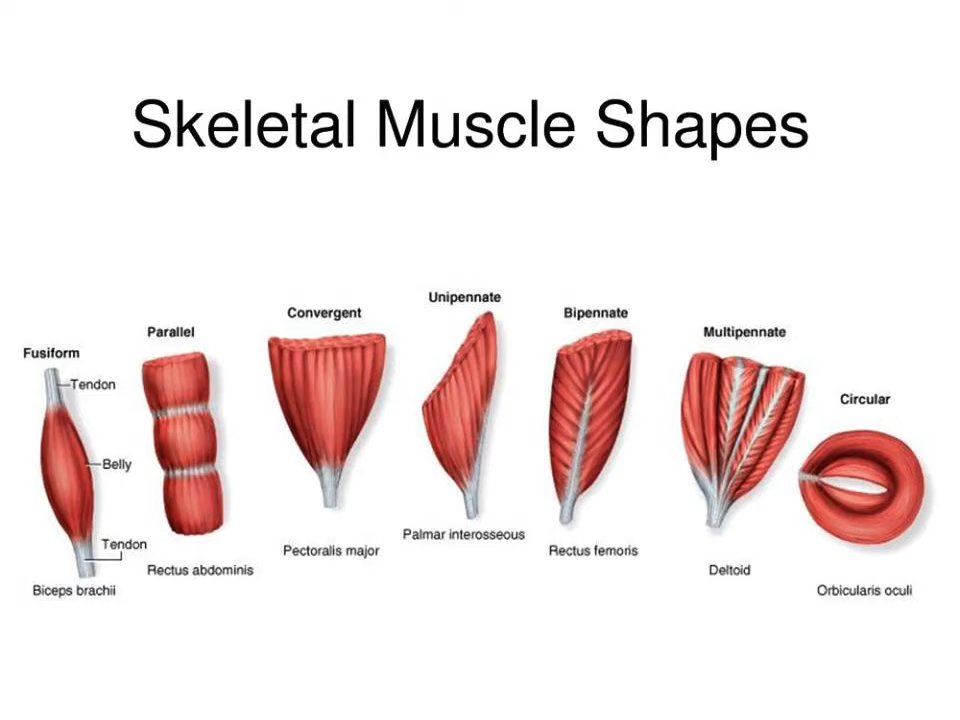 Skeletal Muscle Shapes
Fusiform
Tendon
Belly
Tendon
Biceps brachii
Parallel
Rectus abdominis
Convergent
Pectoralis major
Unipennate
Palmar interosseous
Bipennate
Rectus femoris
Multipennate
Deltoid
Circular
Orbicularis oculi